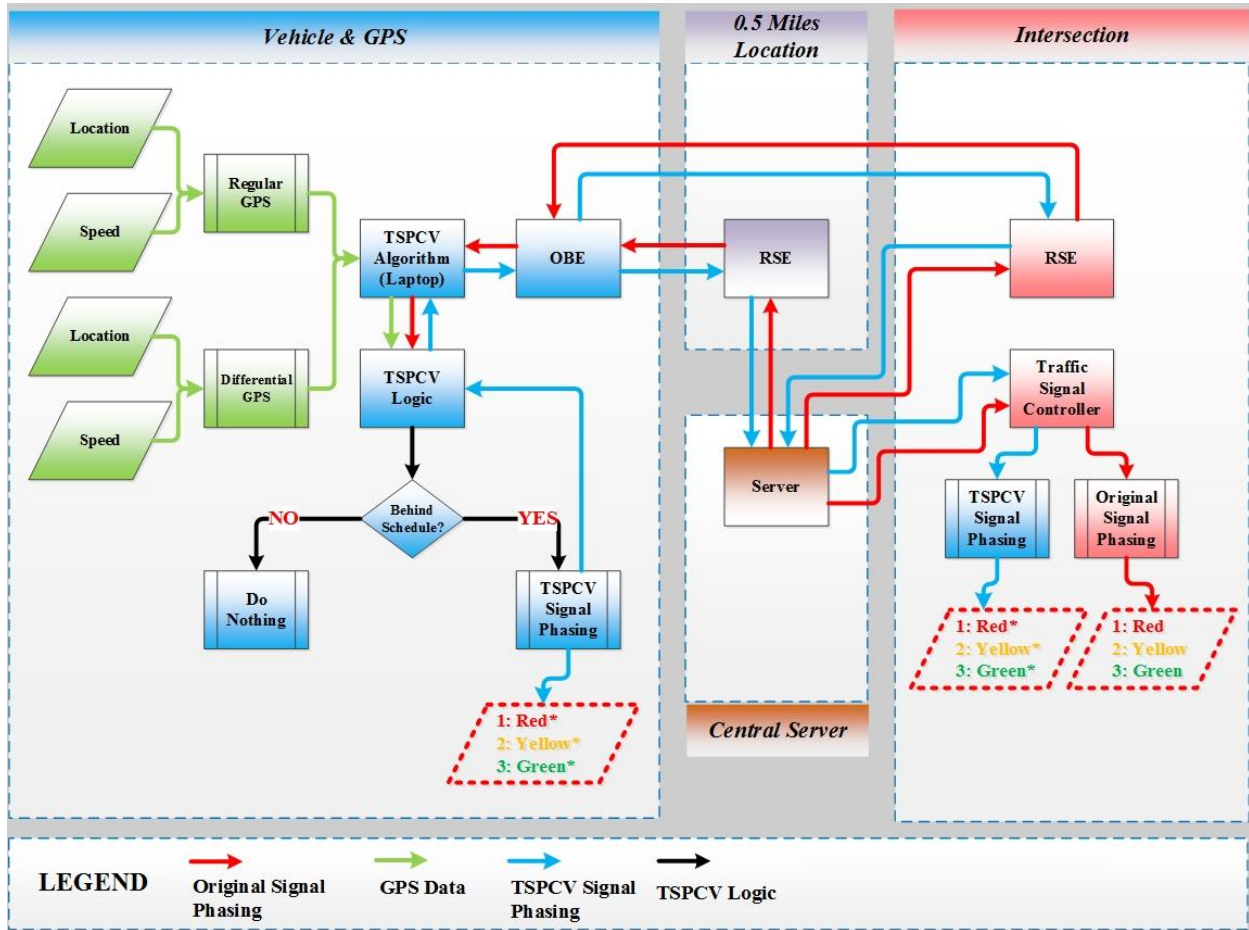 Vehicle & GPS
0.5 Miles
Location
Intersection
Location
Speed
Regular
GPS
Location
Speed
Differential
GPS
TSPCV
Algorithm
(Laptop)
OBE
TSPCV
Logic
Behind
Schedule?
NO
YES
Do
Nothing
TSPCV
Signal
Phasing
1: Red*
2: Yellow*
3: Green*
RSE
Server
Central Server
RSE
Traffic
Signal
Controller
TSPCV
Signal
Phasing
Original
Signal
Phasing
1: Red*
2: Yellow*
3: Green*
1: Red
2: Yellow
3: Green
LEGEND
Original Signal
Phasing
GPS Data
TSPCV Signal
Phasing
TSPCV Logic